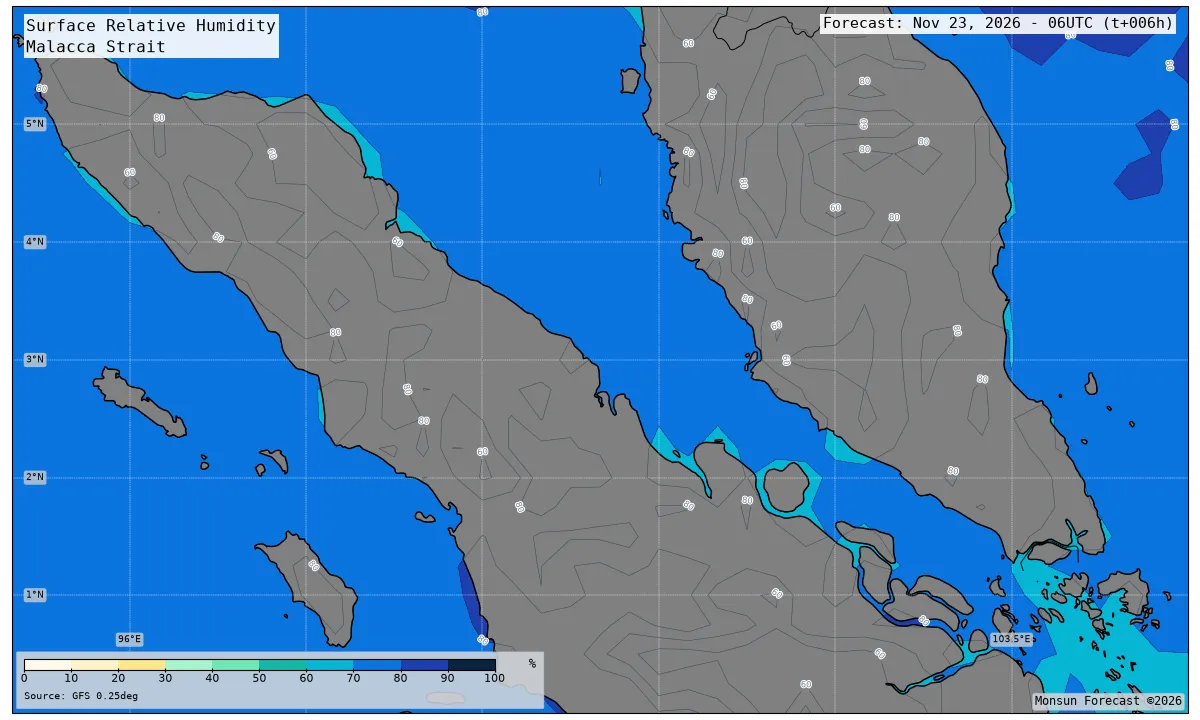 Surface Relative Humidity
Malacca Strait
Forecast: Nov 23, 2026 - 06UTC (t+006h)
5°N
4°N
3°N
2°N
1°N
96°E
103.5°E
%
0 10 20 30 40 50 60 70 80 90 100
Source: GFS 0.25deg
Monsun Forecast ©2026